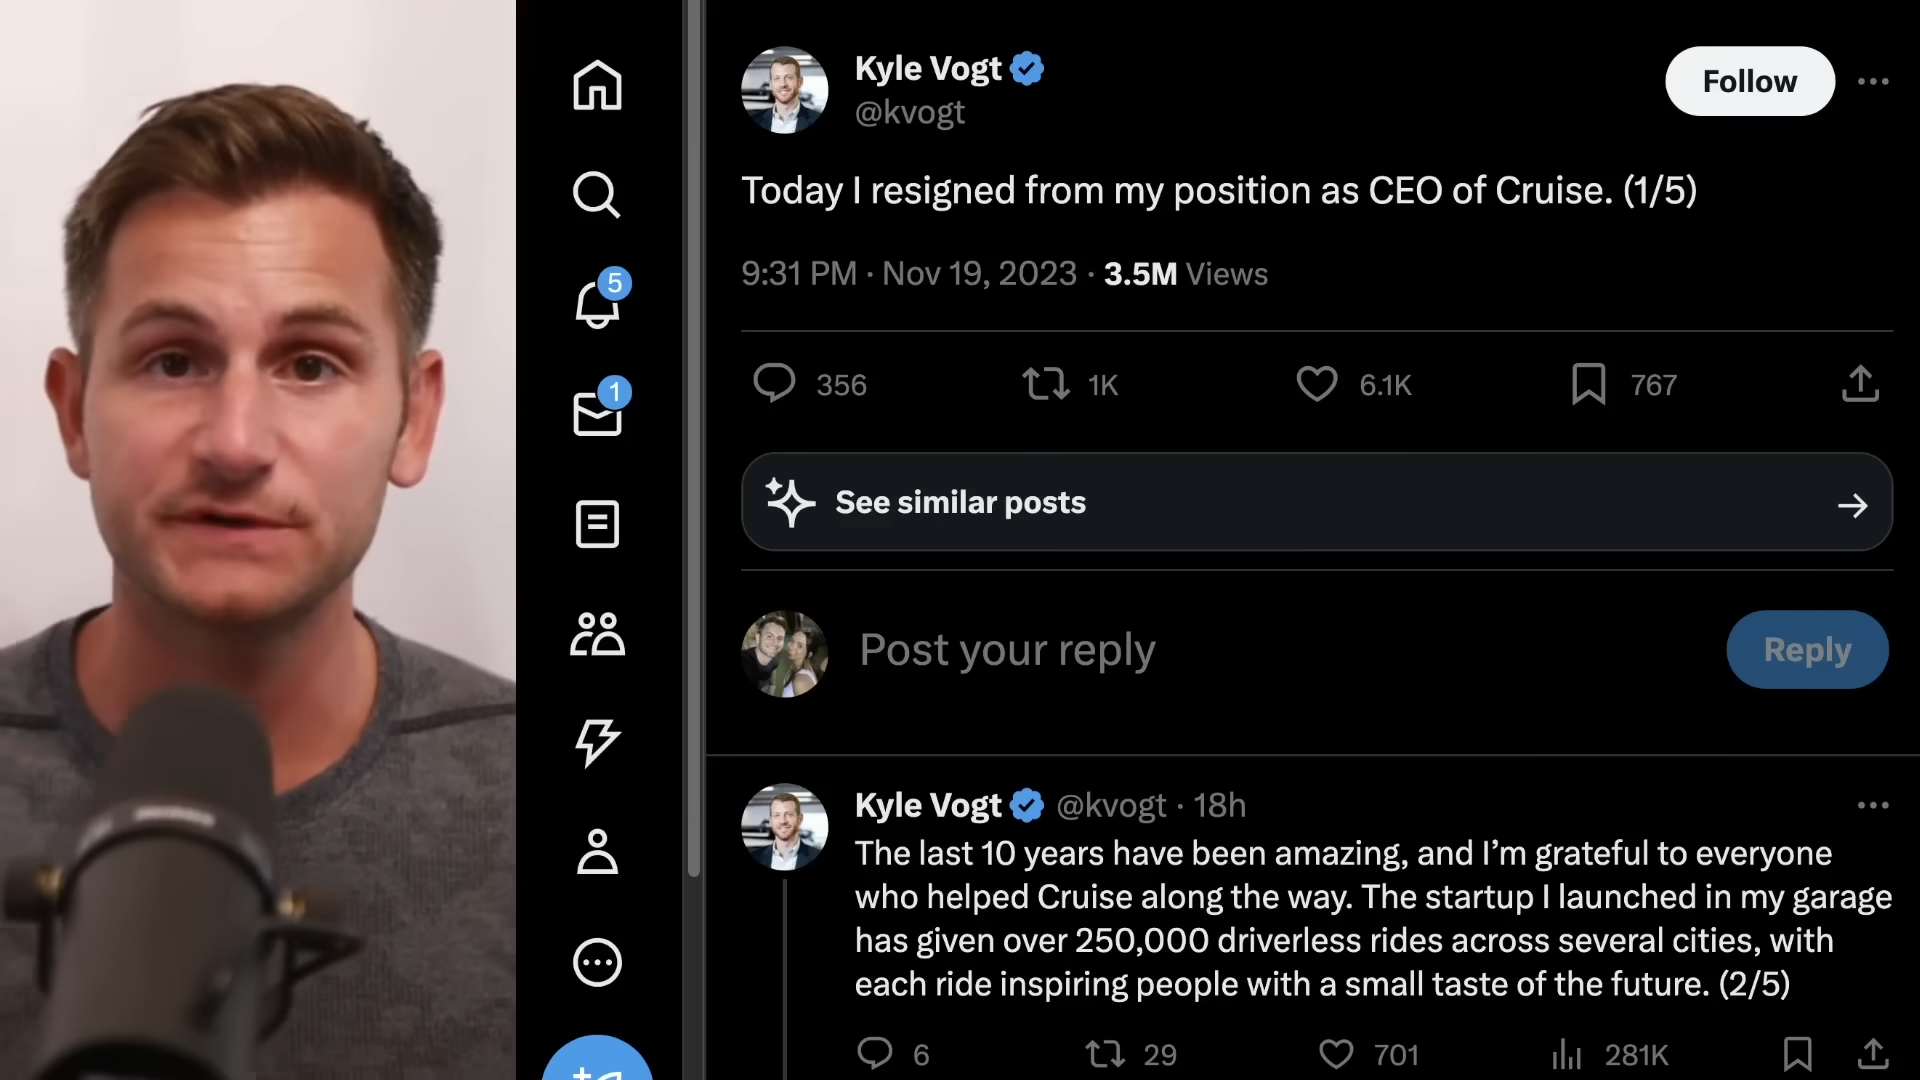 Kyle Vogt
@kvogt
Follow
Today I resigned from my position as CEO of Cruise. (1/5)
9:31 PM · Nov 19, 2023 · 3.5M Views
5
1
356
1K
6.1K
767
See similar posts
Post your reply
Reply
Kyle Vogt @kvogt · 18h
The last 10 years have been amazing, and I’m grateful to everyone
who helped Cruise along the way. The startup I launched in my garage
has given over 250,000 driverless rides across several cities, with
each ride inspiring people with a small taste of the future. (2/5)
6
29
701
281K